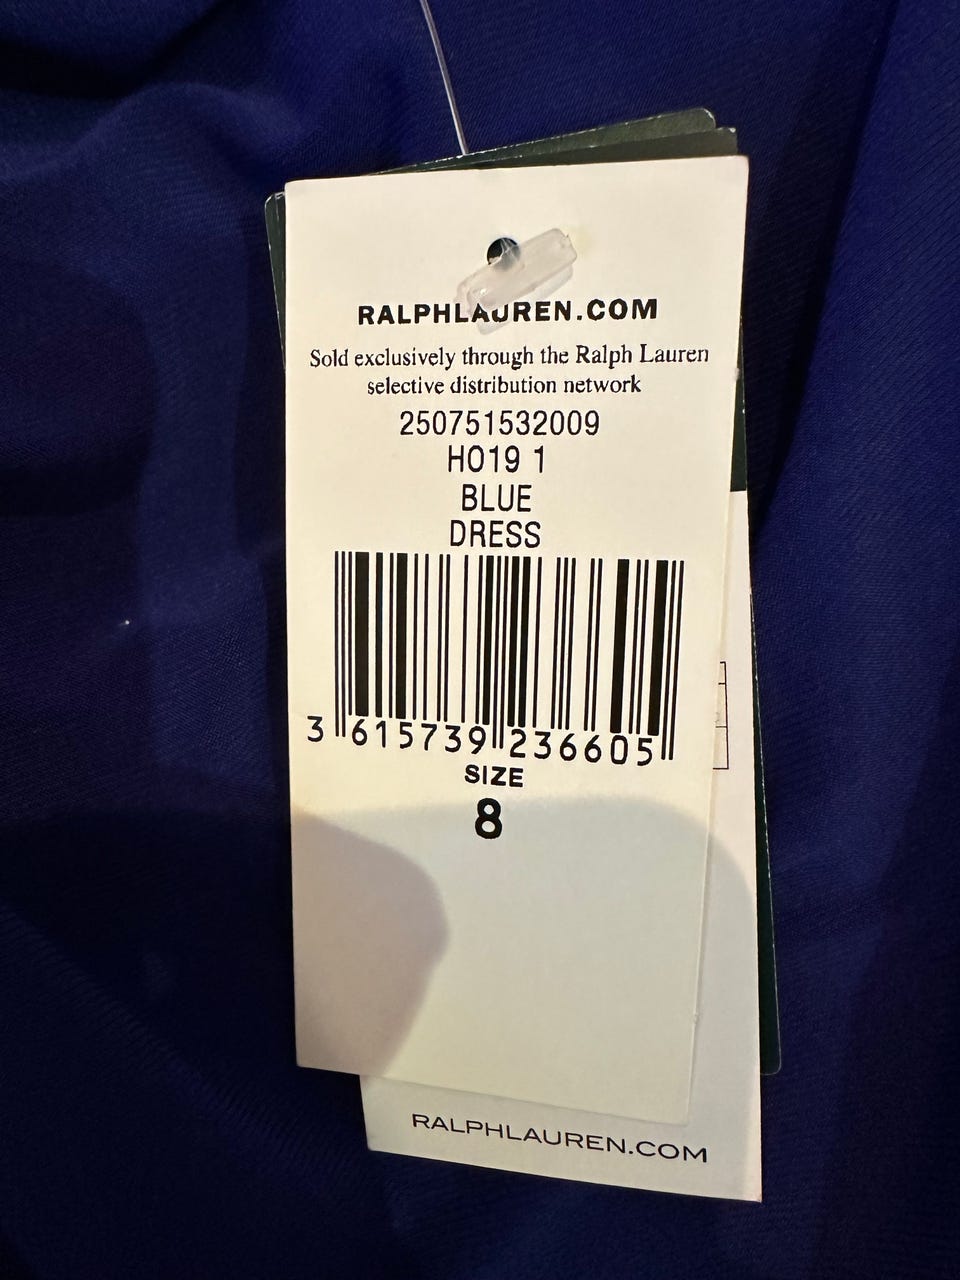 RALPHLAUREN.COM
Sold exclusively through the Ralph Lauren
selective distribution network
250751532009
HO19 1
BLUE
DRESS
3 615739 236605
SIZE
8
RALPHLAUREN.COM